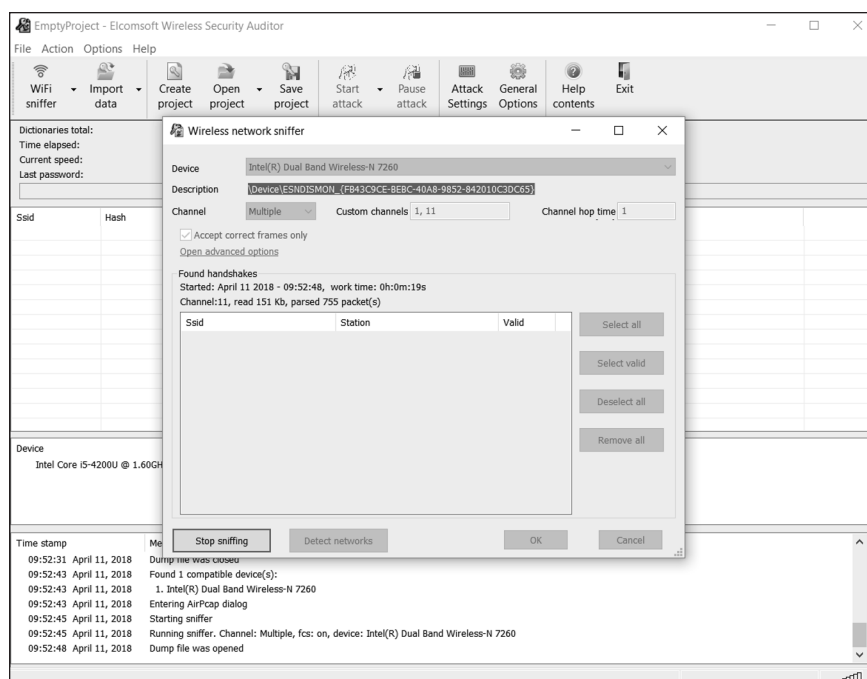 EmptyProject - Elcomsoft Wireless Security Auditor
File Action Options Help
WiFi sniffer
Import data
Create project
Open project
Save project
Start attack
Pause attack
Attack Settings
General Options
Help contents
Exit
Dictionaries total:
Time elapsed:
Current speed:
Last password:
Ssid Hash
Wireless network sniffer
Device Intel(R) Dual Band Wireless-N 7260
Description \Device\ESNDISMON_{FB43C9CE-BEBC-40A8-9852-842010C3DC65}
Channel Multiple Custom channels 1, 11 Channel hop time 1
Accept correct frames only
Open advanced options
Found handshakes
Started: April 11 2018 - 09:52:48, work time: 0h:0m:19s
Channel:11, read 151 Kb, parsed 755 packet(s)
Ssid Station Valid
Select all
Select valid
Deselect all
Remove all
Stop sniffing Detect networks OK Cancel
Device
Intel Core i5-4200U @ 1.60GH
Time stamp Me
09:52:31 April 11, 2018 Dump file was closed
09:52:43 April 11, 2018 Found 1 compatible device(s):
09:52:43 April 11, 2018 1. Intel(R) Dual Band Wireless-N 7260
09:52:43 April 11, 2018 Entering AirPcap dialog
09:52:45 April 11, 2018 Starting sniffer
09:52:45 April 11, 2018 Running sniffer. Channel: Multiple, fcs: on, device: Intel(R) Dual Band Wireless-N 7260
09:52:48 April 11, 2018 Dump file was opened